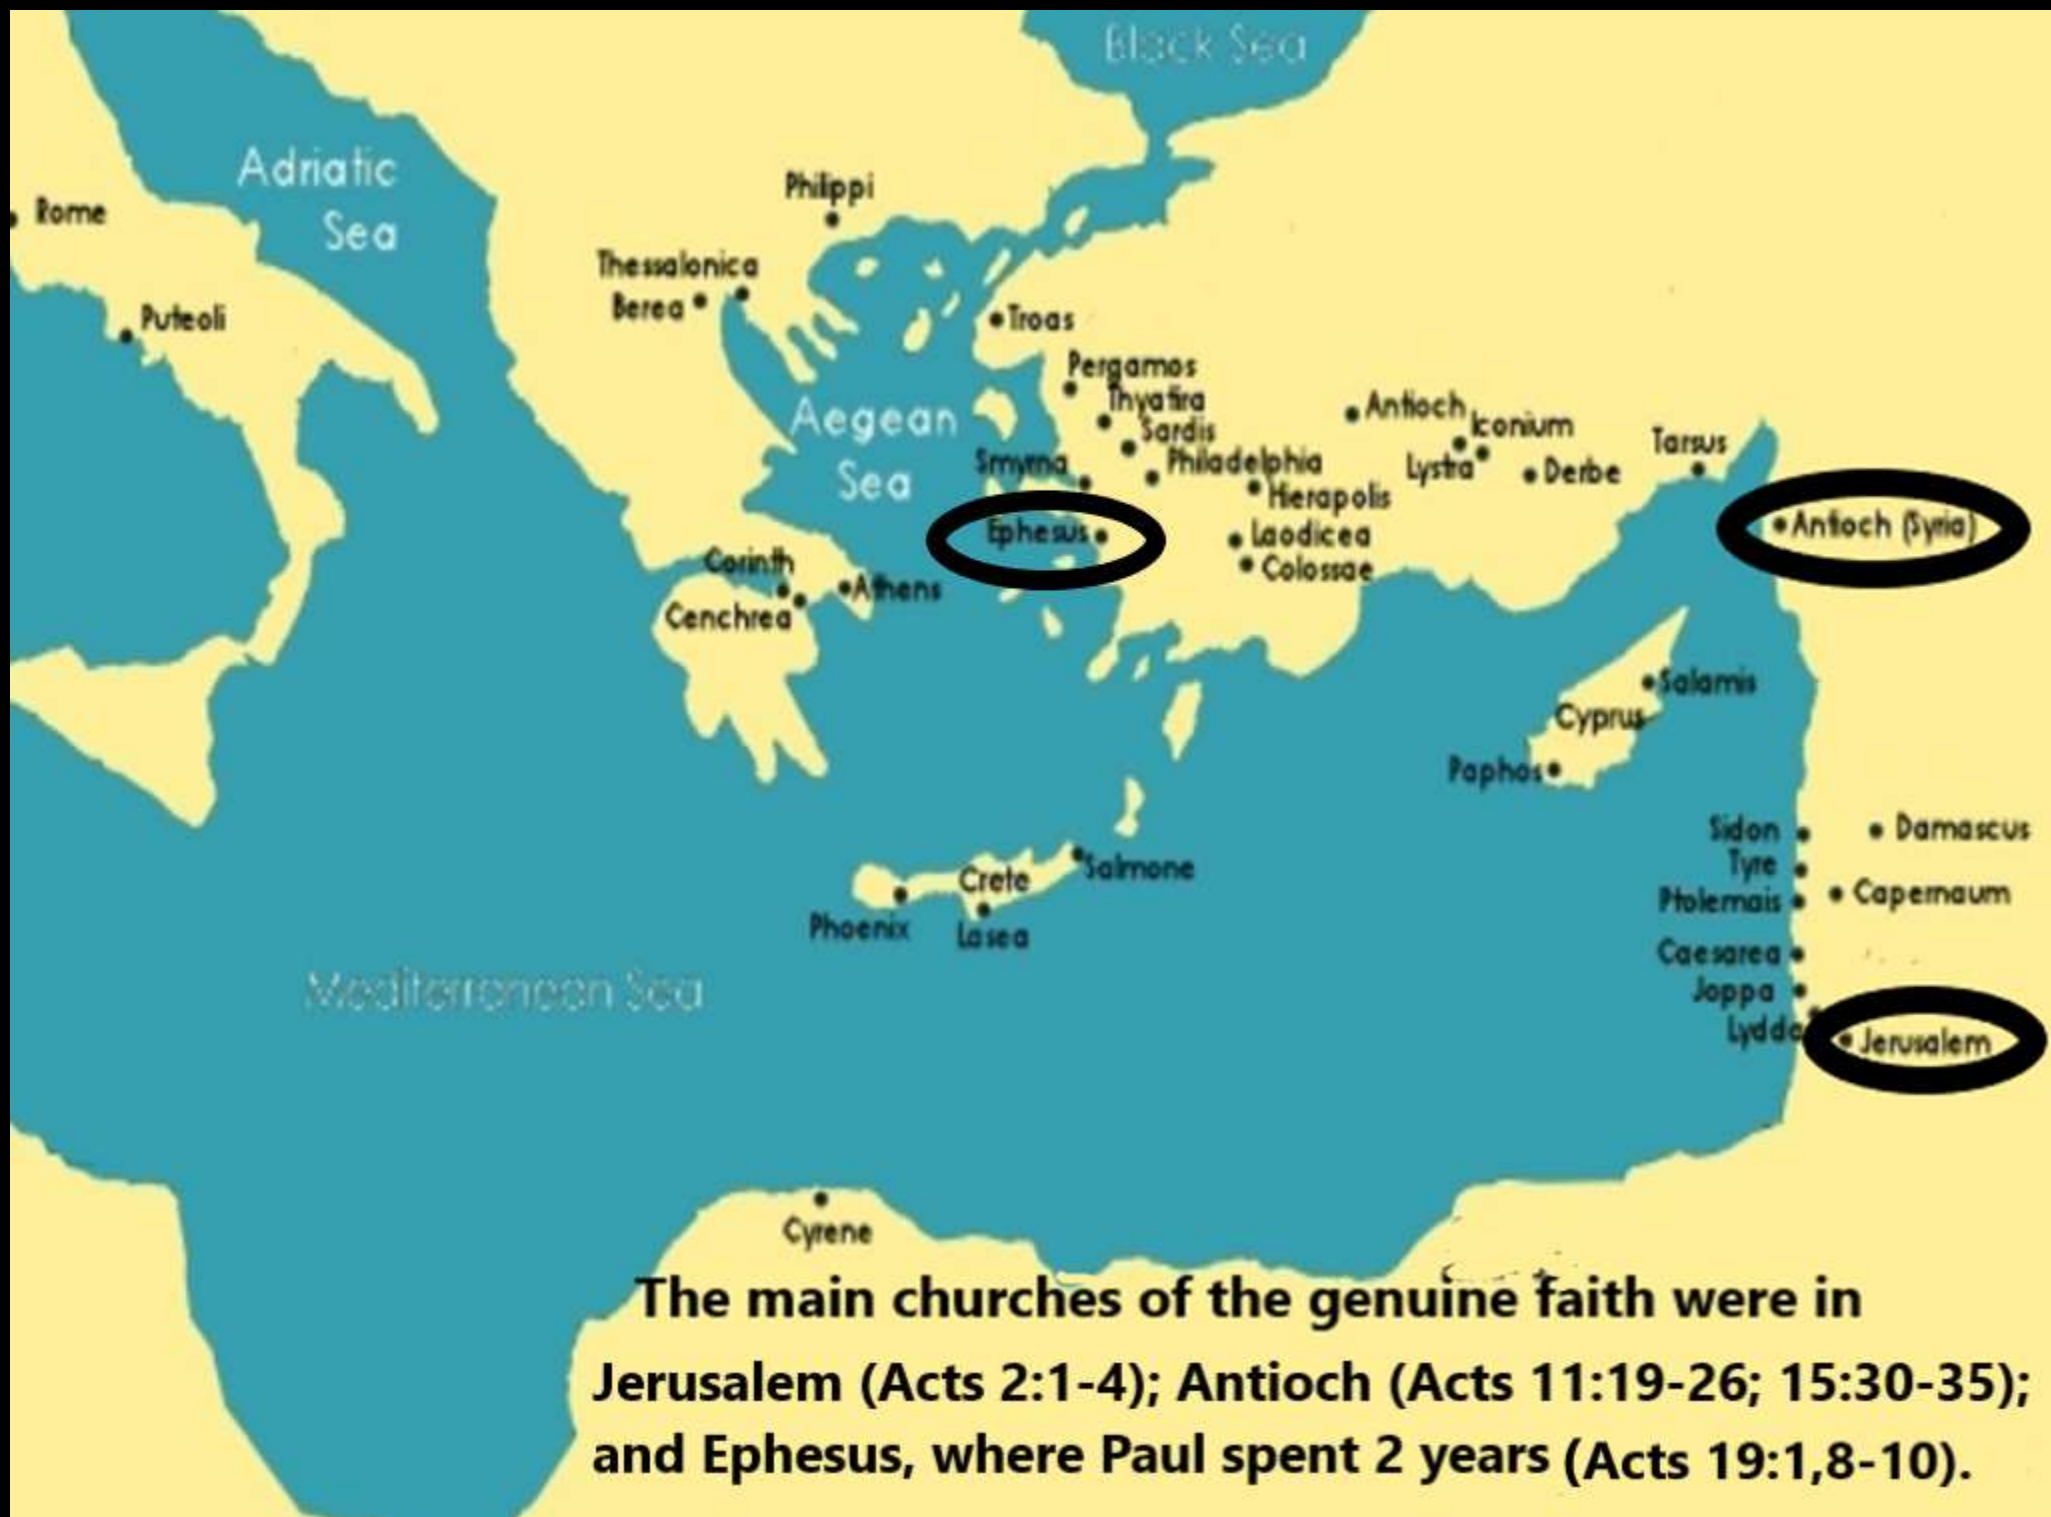 Black Sea
Adriatic
Sea
Rome
Puteoli
Philippi
Thessalonica
Berea
Troas
Pergamos
Thyatira
Sardis
Smyrna
Philadelphia
Hierapolis
Ephesus
Laodicea
Colossae
Aegean
Sea
Antioch
Iconium
Lystra
Derbe
Tarsus
Antioch (Syria)
Corinth
Athens
Cenchrea
Salamis
Cyprus
Paphos
Sidon
Damascus
Tyre
Ptolemais
Capernaum
Caesarea
Joppa
Lydda
Jerusalem
Crete
Salmone
Phoenix
Lasea
Mediterranean Sea
Cyrene
The main churches of the genuine faith were in
Jerusalem (Acts 2:1-4); Antioch (Acts 11:19-26; 15:30-35);
and Ephesus, where Paul spent 2 years (Acts 19:1,8-10).